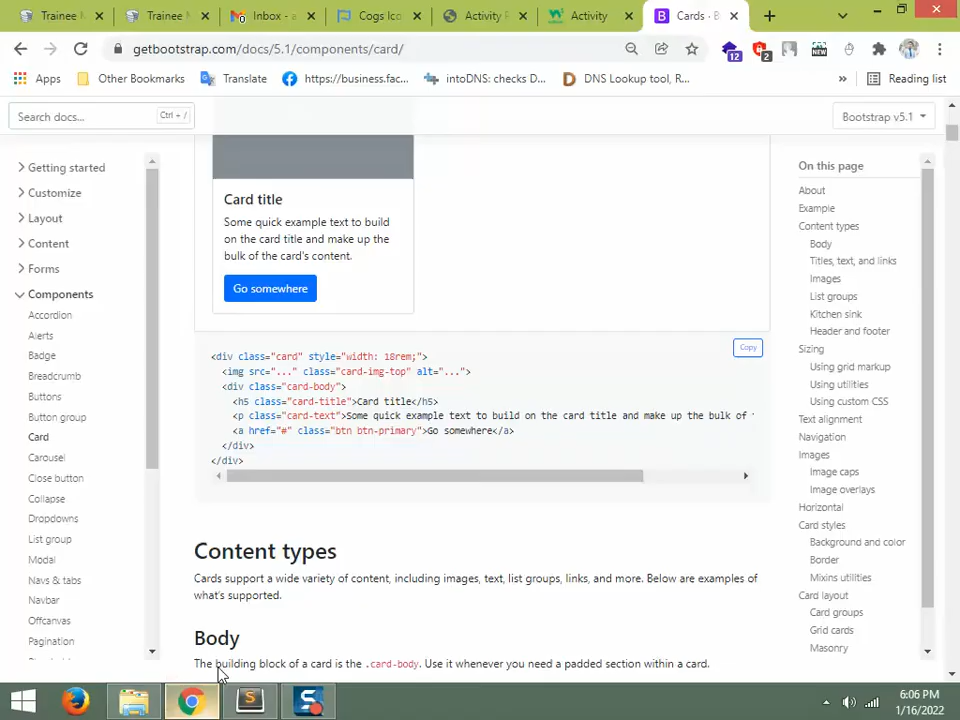 Trainee
Trainee
Inbox - a
Cogs Ico
Activity P
Activity
Cards · B
getbootstrap.com/docs/5.1/components/card/
12
2
NEW
Apps
Other Bookmarks
Translate
https://business.fac...
intoDNS: checks D...
DNS Lookup tool, R...
»
Reading list
Search docs...
Ctrl + /
Bootstrap v5.1
Getting started
Customize
Layout
Content
Forms
Components
Accordion
Alerts
Badge
Breadcrumb
Buttons
Button group
Card
Carousel
Close button
Collapse
Dropdowns
List group
Modal
Navs & tabs
Navbar
Offcanvas
Pagination
Card title
Some quick example text to build
on the card title and make up the
bulk of the card's content.
Go somewhere
Copy
<div class="card" style="width: 18rem;">
<img src="..." class="card-img-top" alt="...">
<div class="card-body">
<h5 class="card-title">Card title</h5>
<p class="card-text">Some quick example text to build on the card title and make up the bulk of
<a href="#" class="btn btn-primary">Go somewhere</a>
</div>
</div>
Content types
Cards support a wide variety of content, including images, text, list groups, links, and more. Below are examples of
what's supported.
Body
The building block of a card is the .card-body. Use it whenever you need a padded section within a card.
On this page
About
Example
Content types
Body
Titles, text, and links
Images
List groups
Kitchen sink
Header and footer
Sizing
Using grid markup
Using utilities
Using custom CSS
Text alignment
Navigation
Images
Image caps
Image overlays
Horizontal
Card styles
Background and color
Border
Mixins utilities
Card layout
Card groups
Grid cards
Masonry
6:06 PM
1/16/2022